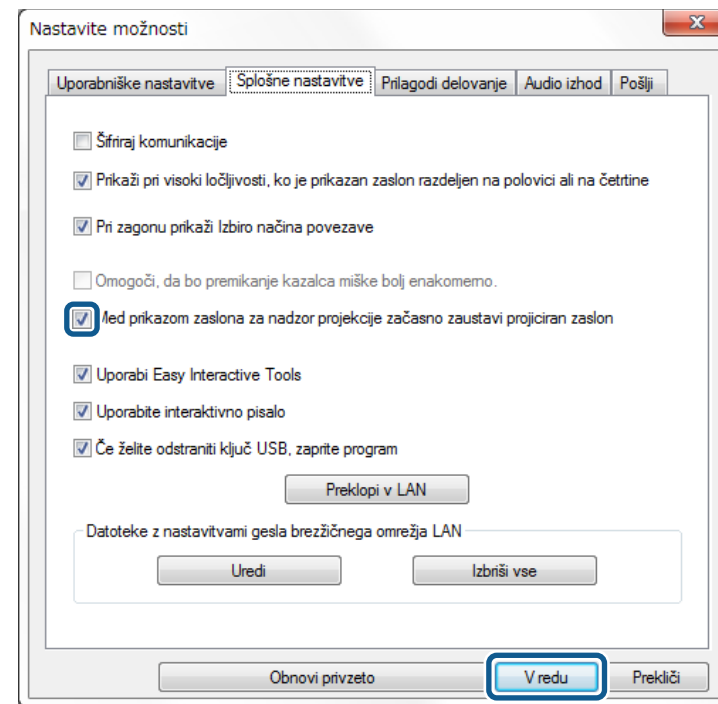 Nastavite možnosti
Uporabniške nastavitve Splošne nastavitve Prilagodi delovanje Audio izhod Pošlji
Šifriraj komunikacije
Prikaži pri visoki ločljivosti, ko je prikazan zaslon razdeljen na polovici ali na četrtine
Pri zagonu prikaži Izbiro načina povezave
Omogoči, da bo premikanje kazalca miške bolj enakomerno.
Med prikazom zaslona za nadzor projekcije začasno zaustavi projiciran zaslon
Uporabi Easy Interactive Tools
Uporabite interaktivno pisalo
Če želite odstraniti ključ USB, zaprite program
Preklopi v LAN
Datoteke z nastavitvami gesla brezžičnega omrežja LAN
Uredi Izbriši vse
Obnovi privzeto V redu Prekliči